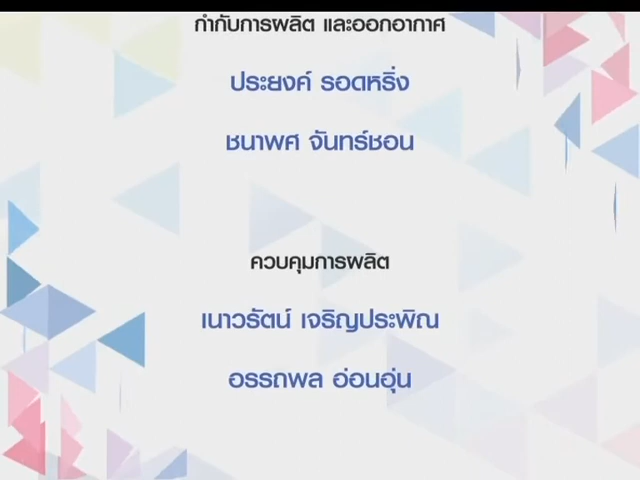 กำกับการผลิต และออกอากาศ
ประยงค์ รอดหริ่ง
ชนาพศ จันทร์ชอน
ควบคุมการผลิต
เนาวรัตน์ เจริญประพิณ
อรรถพล อ่อนอุ่น